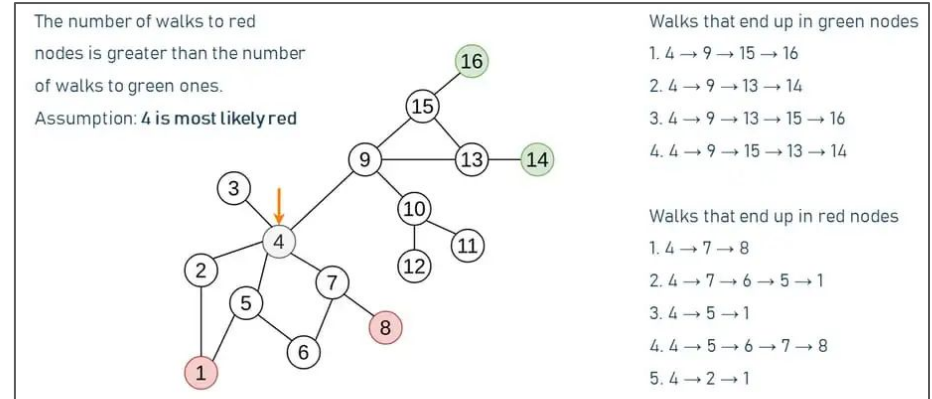 The number of walks to red
nodes is greater than the number
of walks to green ones.
Assumption: 4 is most likely red
Walks that end up in green nodes
1. 4 → 9 → 15 → 16
2. 4 → 9 → 13 → 14
3. 4 → 9 → 13 → 15 → 16
4. 4 → 9 → 15 → 13 → 14
Walks that end up in red nodes
1. 4 → 7 → 8
2. 4 → 7 → 6 → 5 → 1
3. 4 → 5 → 1
4. 4 → 5 → 6 → 7 → 8
5. 4 → 2 → 1
16
15
9
13
14
3
10
4
11
12
2
7
5
8
6
1